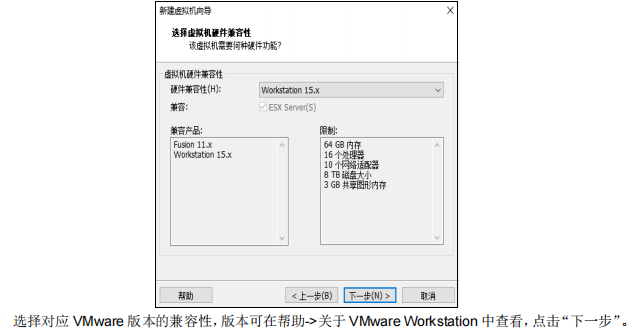 新建虚拟机向导
选择虚拟机硬件兼容性
该虚拟机需要何种硬件功能?
虚拟机硬件兼容性
硬件兼容性(H): Workstation 15.x
兼容: ESX Server(S)
兼容产品:
Fusion 11.x
Workstation 15.x
限制:
64 GB 内存
16 个处理器
10 个网络适配器
8 TB 磁盘大小
3 GB 共享图形内存
帮助 < 上一步(B) 下一步(N) > 取消
选择对应 VMware 版本的兼容性，版本可在帮助->关于 VMware Workstation 中查看，点击“下一步”。